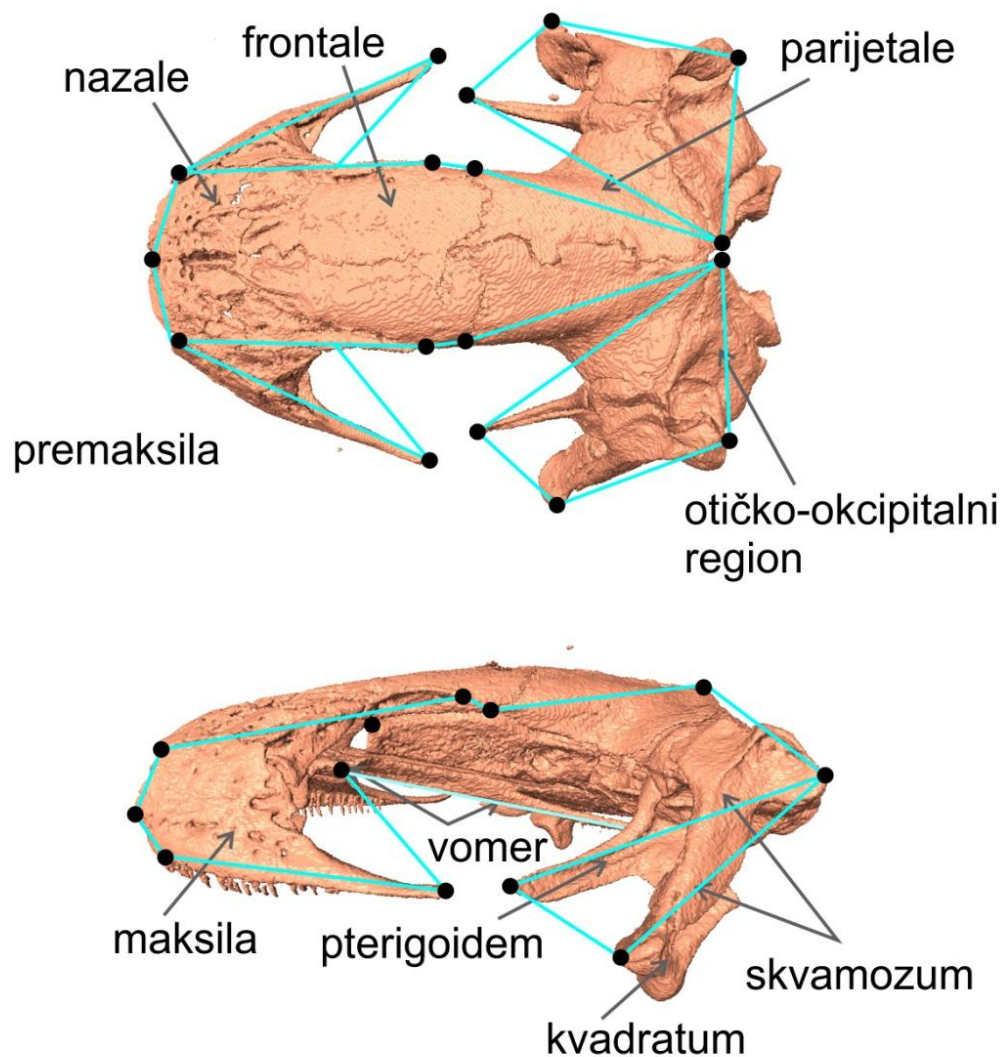 frontale
nazale
parijetale
premaksila
otičko-okcipitalni
region
vomer
maksila
pterigoidem
skvamozum
kvadratum